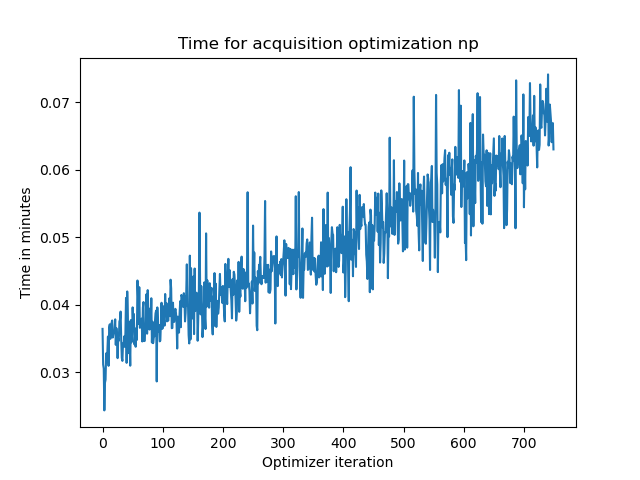 Time for acquisition optimization np
0.07
0.06
0.05
0.04
0.03
Time in minutes
0 100 200 300 400 500 600 700
Optimizer iteration